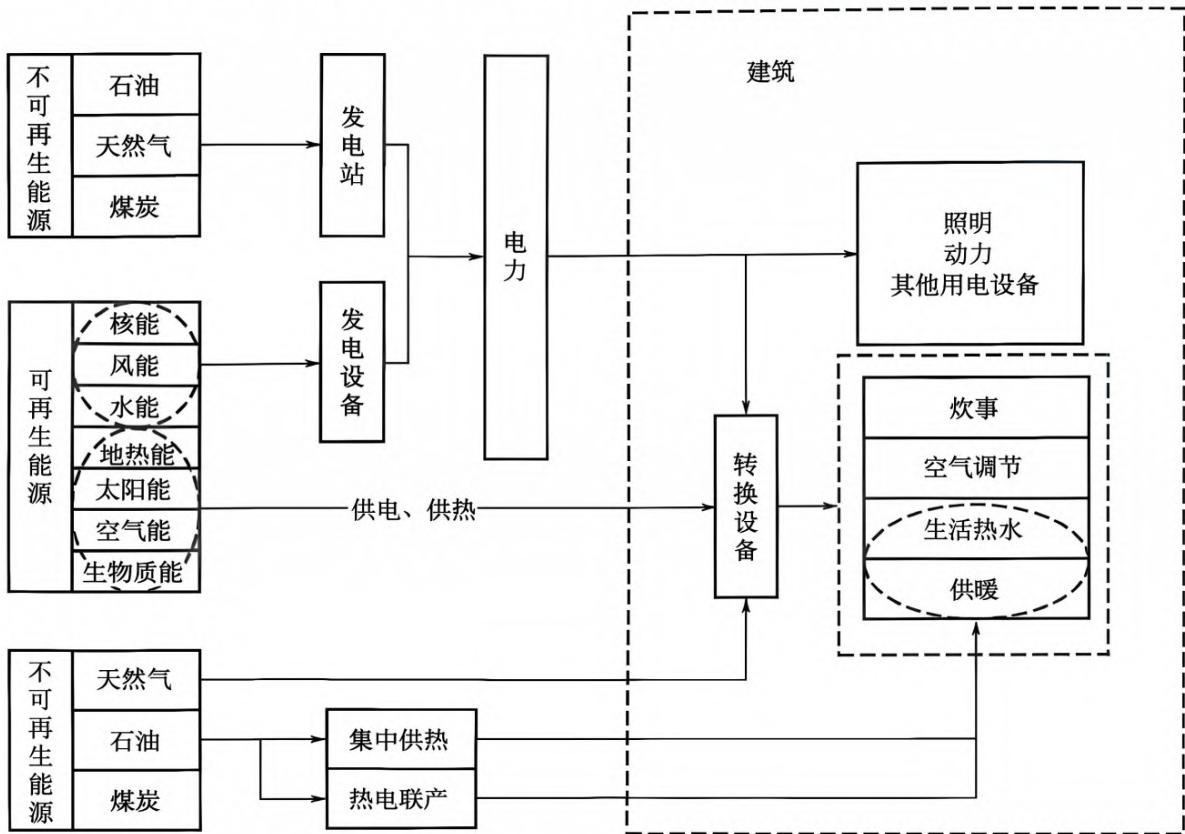 建筑
不可再生能源
石油
天然气
煤炭
发电站
电力
照明
动力
其他用电设备
可再生能源
核能
风能
水能
地热能
太阳能
空气能
生物质能
发电设备
供电、供热
转换设备
炊事
空气调节
生活热水
供暖
不可再生能源
天然气
石油
煤炭
集中供热
热电联产